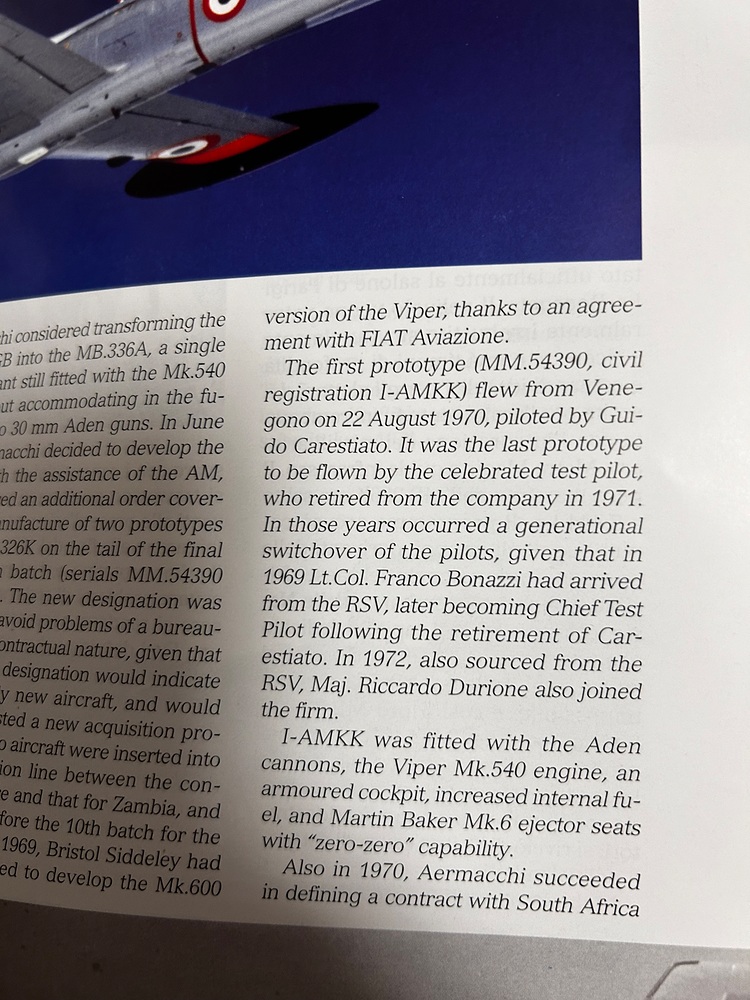 considered transforming the
into the MB.336A, a single
still fitted with the Mk.540
accommodating in the fu-
30 mm Aden guns. In June
decided to develop the
the assistance of the AM,
an additional order cover-
of two prototypes
326K on the tail of the final
batch (serials MM.54390
. The new designation was
avoid problems of a bureau-
nature, given that
designation would indicate
new aircraft, and would
a new acquisition pro-
aircraft were inserted into
line between the con-
and that for Zambia, and
the 10th batch for the
1969, Bristol Siddeley had
to develop the Mk.600
version of the Viper, thanks to an agree-
ment with FIAT Aviazione.
The first prototype (MM.54390, civil
registration I-AMKK) flew from Vene-
gono on 22 August 1970, piloted by Gui-
do Carestiato. It was the last prototype
to be flown by the celebrated test pilot,
who retired from the company in 1971.
In those years occurred a generational
switchover of the pilots, given that in
1969 Lt.Col. Franco Bonazzi had arrived
from the RSV, later becoming Chief Test
Pilot following the retirement of Car-
estiato. In 1972, also sourced from the
RSV, Maj. Riccardo Durione also joined
the firm.
I-AMKK was fitted with the Aden
cannons, the Viper Mk.540 engine, an
armoured cockpit, increased internal fu-
el, and Martin Baker Mk.6 ejector seats
with “zero-zero” capability.
Also in 1970, Aermacchi succeeded
in defining a contract with South Africa